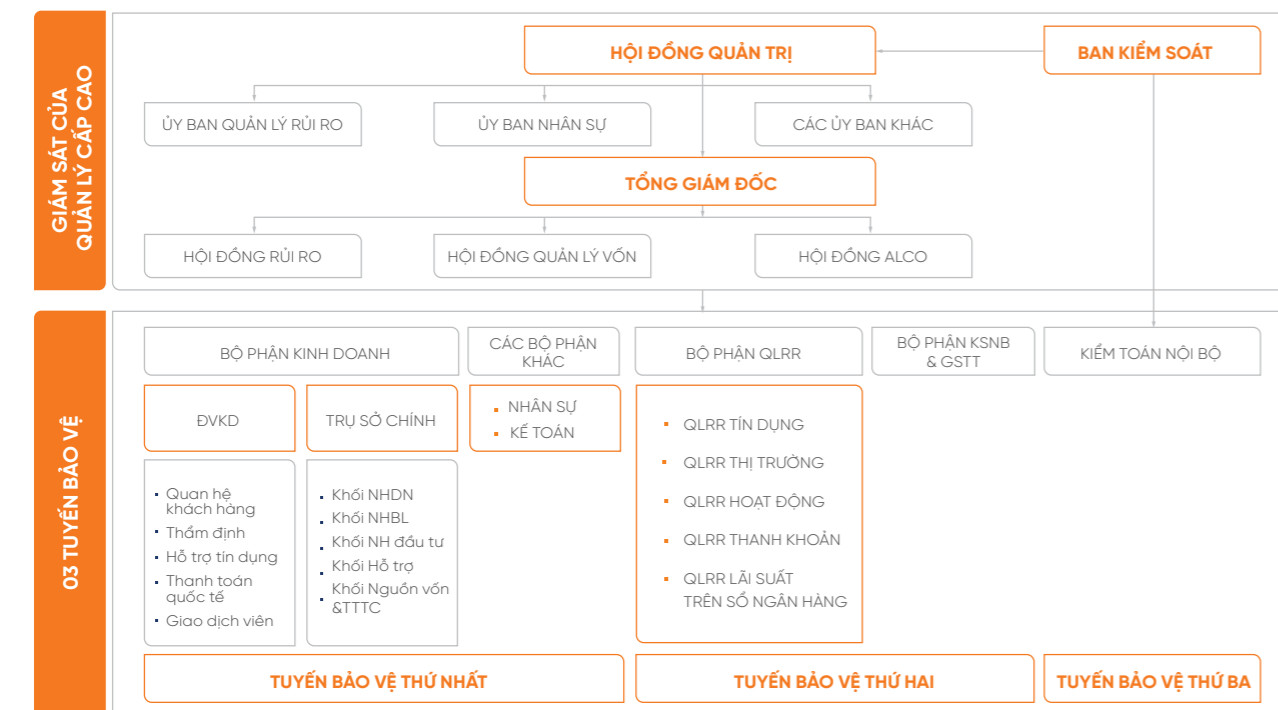 GIÁM SÁT CỦA
QUẢN LÝ CẤP CAO
HỘI ĐỒNG QUẢN TRỊ
BAN KIỂM SOÁT
ỦY BAN QUẢN LÝ RỦI RO
ỦY BAN NHÂN SỰ
CÁC ỦY BAN KHÁC
TỔNG GIÁM ĐỐC
HỘI ĐỒNG RỦI RO
HỘI ĐỒNG QUẢN LÝ VỐN
HỘI ĐỒNG ALCO
03 TUYẾN BẢO VỆ
BỘ PHẬN KINH DOANH
CÁC BỘ PHẬN
KHÁC
BỘ PHẬN QLRR
BỘ PHẬN KSNB
& GSTT
KIỂM TOÁN NỘI BỘ
ĐVKD
TRỤ SỞ CHÍNH
▪ NHÂN SỰ
▪ KẾ TOÁN
▪ Quan hệ
khách hàng
▪ Thẩm định
▪ Hỗ trợ tín dụng
▪ Thanh toán
quốc tế
▪ Giao dịch viên
▪ Khối NHDN
▪ Khối NHBL
▪ Khối NH đầu tư
▪ Khối Hỗ trợ
▪ Khối Nguồn vốn
&TTTC
▪ QLRR TÍN DỤNG
▪ QLRR THỊ TRƯỜNG
▪ QLRR HOẠT ĐỘNG
▪ QLRR THANH KHOẢN
▪ QLRR LÃI SUẤT
TRÊN SỔ NGÂN HÀNG
TUYẾN BẢO VỆ THỨ NHẤT
TUYẾN BẢO VỆ THỨ HAI
TUYẾN BẢO VỆ THỨ BA